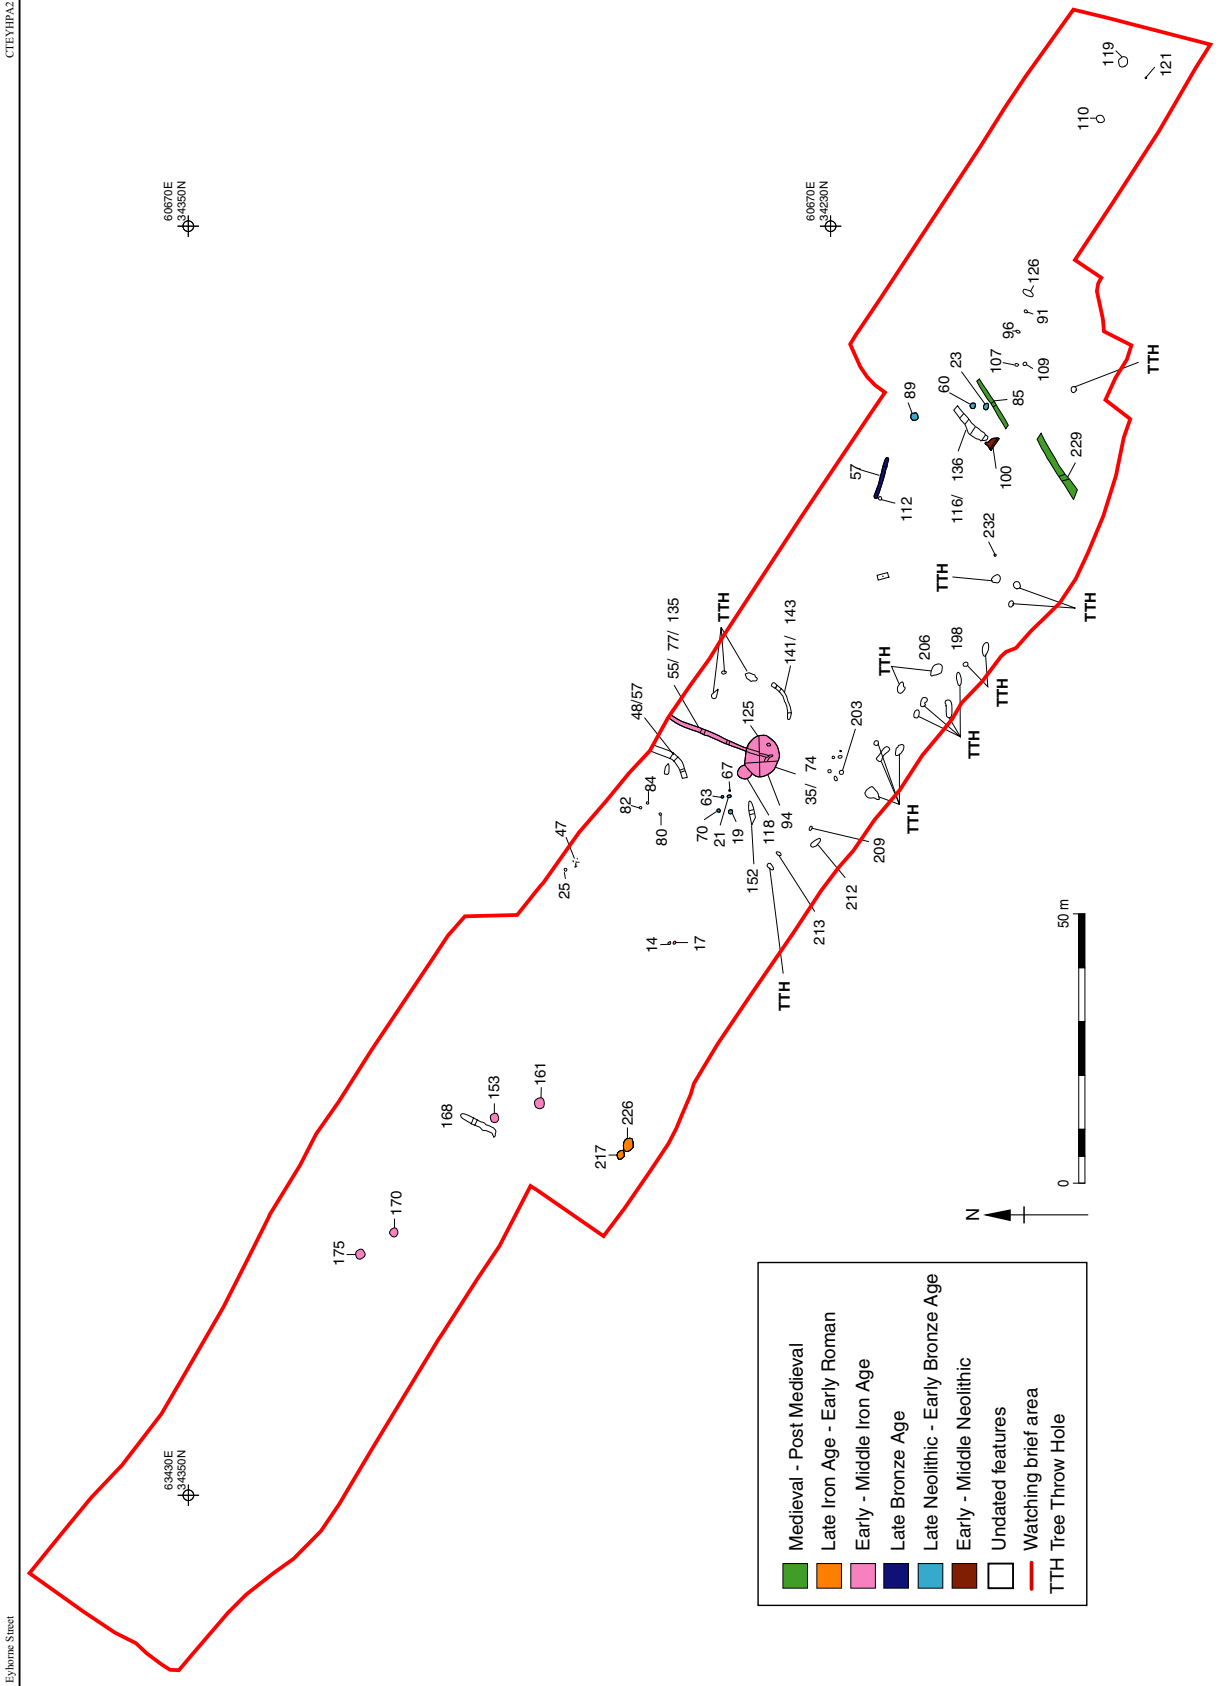 Eyhorne Street
CTEYHPA2
63430E
34350N
60670E
34350N
60670E
34230N
175
170
168
153
161
217
226
14
17
25
47
82
84
80
48/57
55/ 77/ 135
TTH
63
67
70
21
19
125
141/ 143
152
118
94
35/ 74
203
TTH
213
212
209
TTH
TTH
206
198
TTH
TTH
TTH
TTH
232
57
112
89
60
23
116/ 136
100
85
229
107
109
96
91
126
TTH
110
119
121
N
0
50 m
Medieval - Post Medieval
Late Iron Age - Early Roman
Early - Middle Iron Age
Late Bronze Age
Late Neolithic - Early Bronze Age
Early - Middle Neolithic
Undated features
Watching brief area
TTH Tree Throw Hole